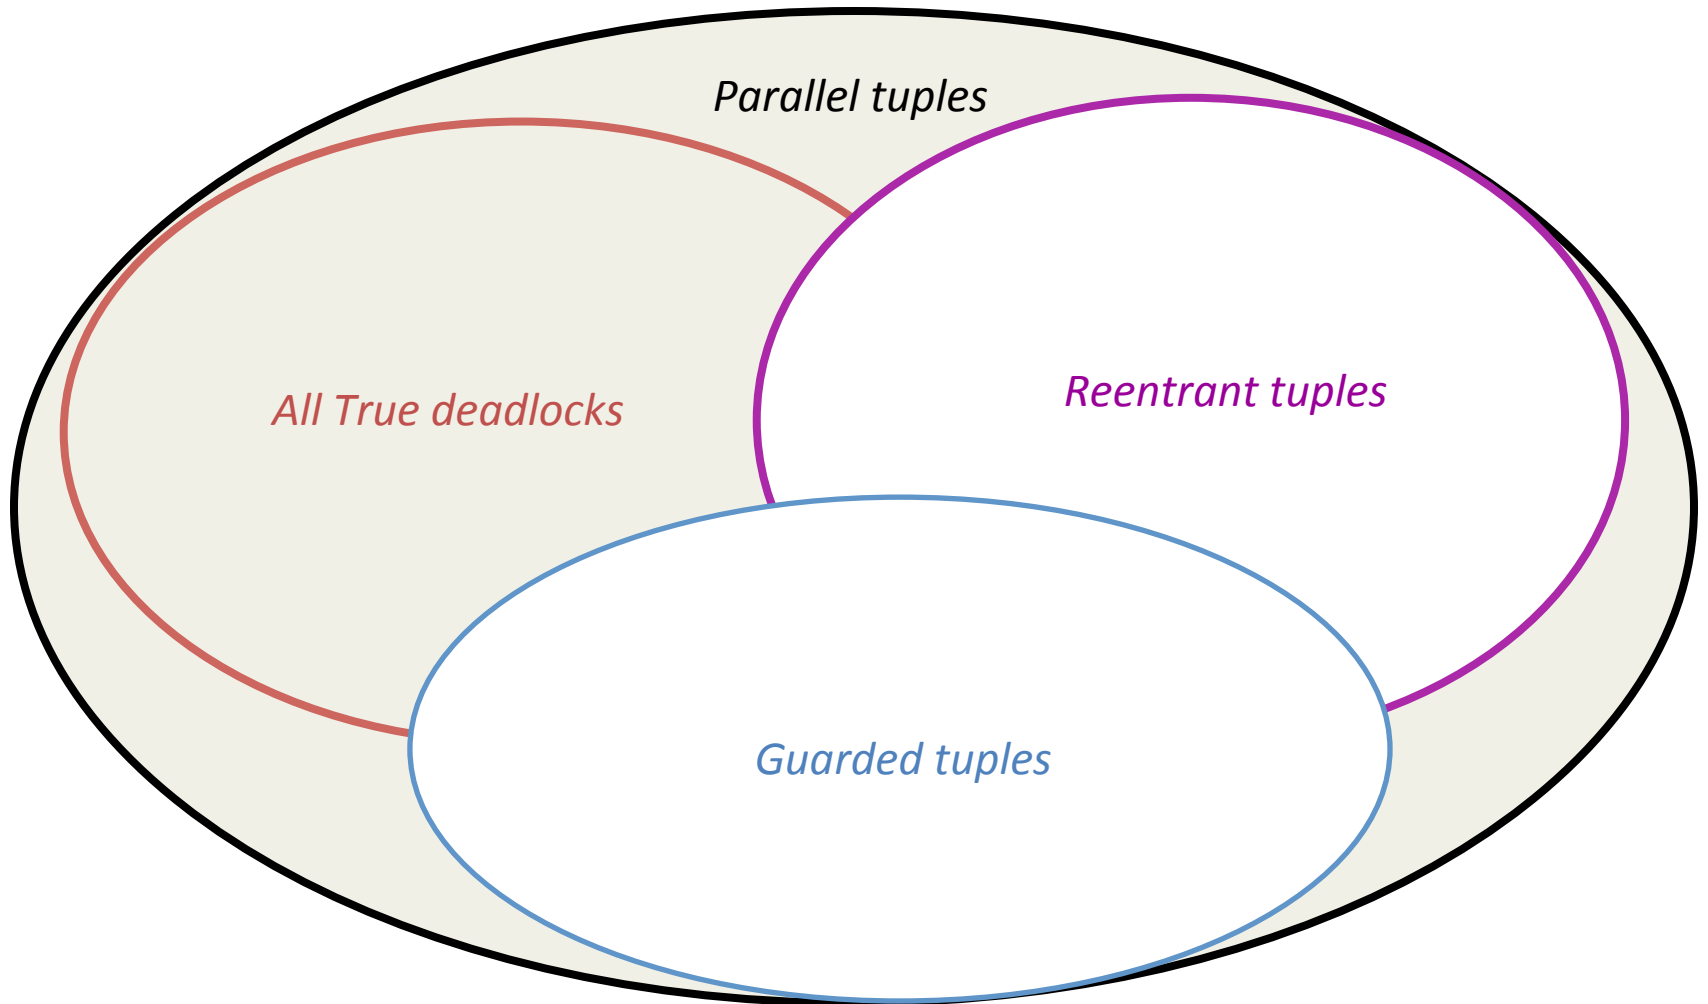 Parallel tuples
All True deadlocks
Reentrant tuples
Guarded tuples